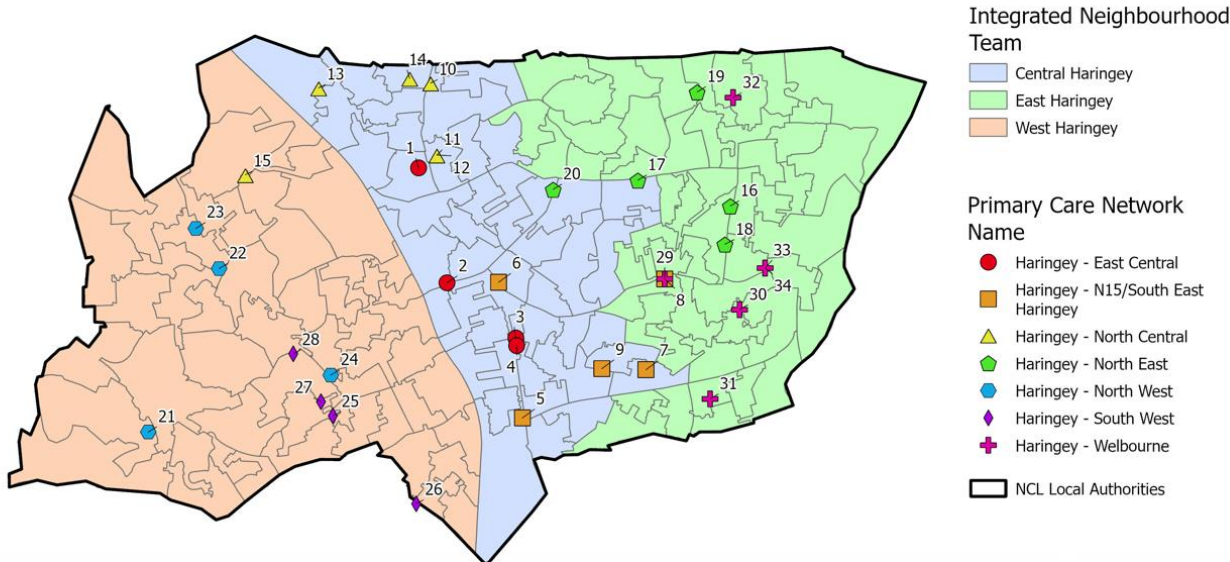 Integrated Neighbourhood
Team
Central Haringey
East Haringey
West Haringey
Primary Care Network
Name
Haringey - East Central
Haringey - N15/South East
Haringey
Haringey - North Central
Haringey - North East
Haringey - North West
Haringey - South West
Haringey - Welbourne
NCL Local Authorities
13
14
10
19
32
1
11
12
20
17
15
16
23
18
22
2
6
29
33
8
34
30
3
28
24
4
9
7
27
25
5
31
21
26